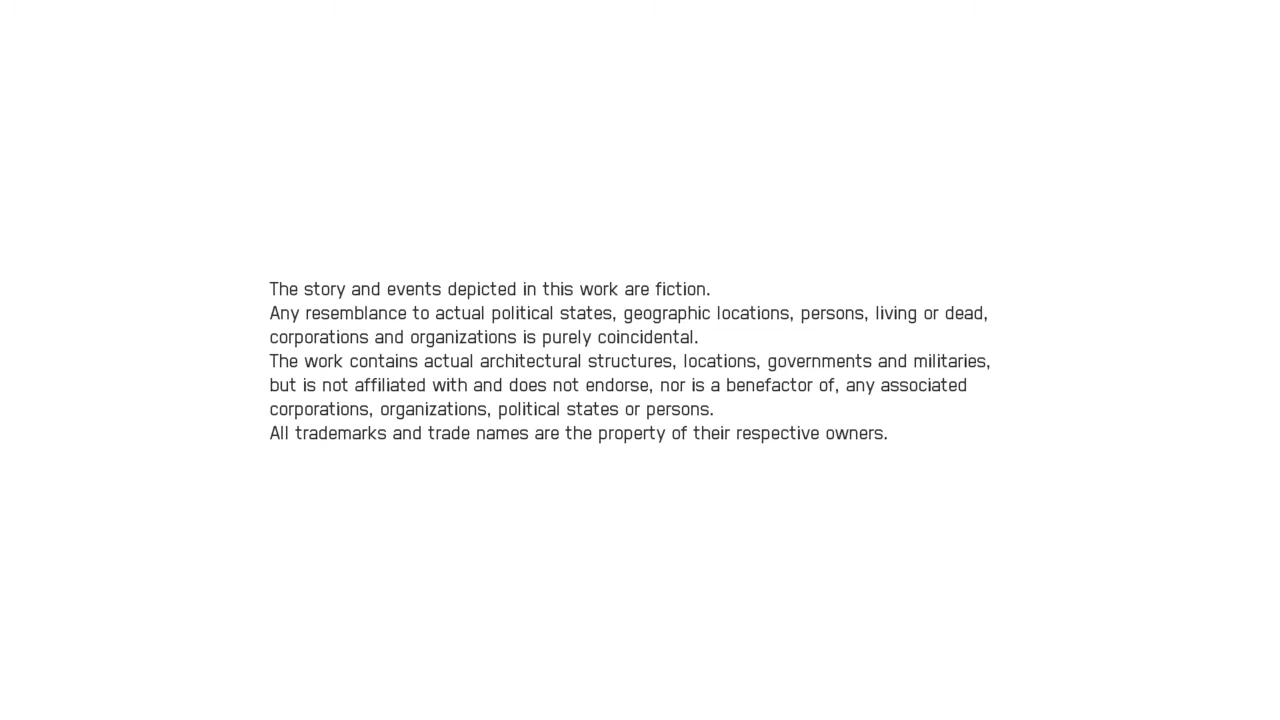 The story and events depicted in this work are fiction.
Any resemblance to actual political states, geographic locations, persons, living or dead,
corporations and organizations is purely coincidental.
The work contains actual architectural structures, locations, governments and militaries,
but is not affiliated with and does not endorse, nor is a benefactor of, any associated
corporations, organizations, political states or persons.
All trademarks and trade names are the property of their respective owners.